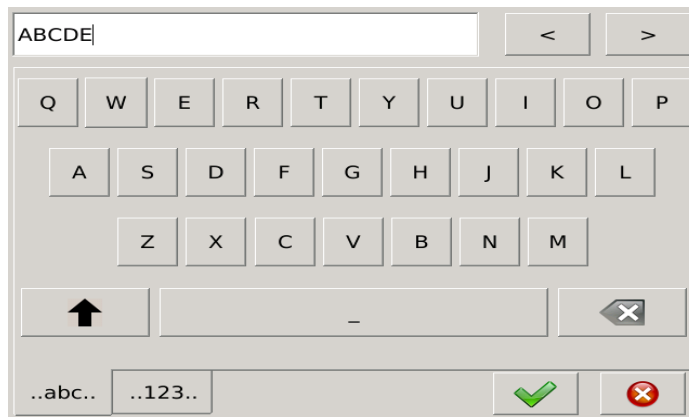 ABCDE
< >
Q W E R T Y U I O P
A S D F G H J K L
Z X C V B N M
_
..abc.. ..123..